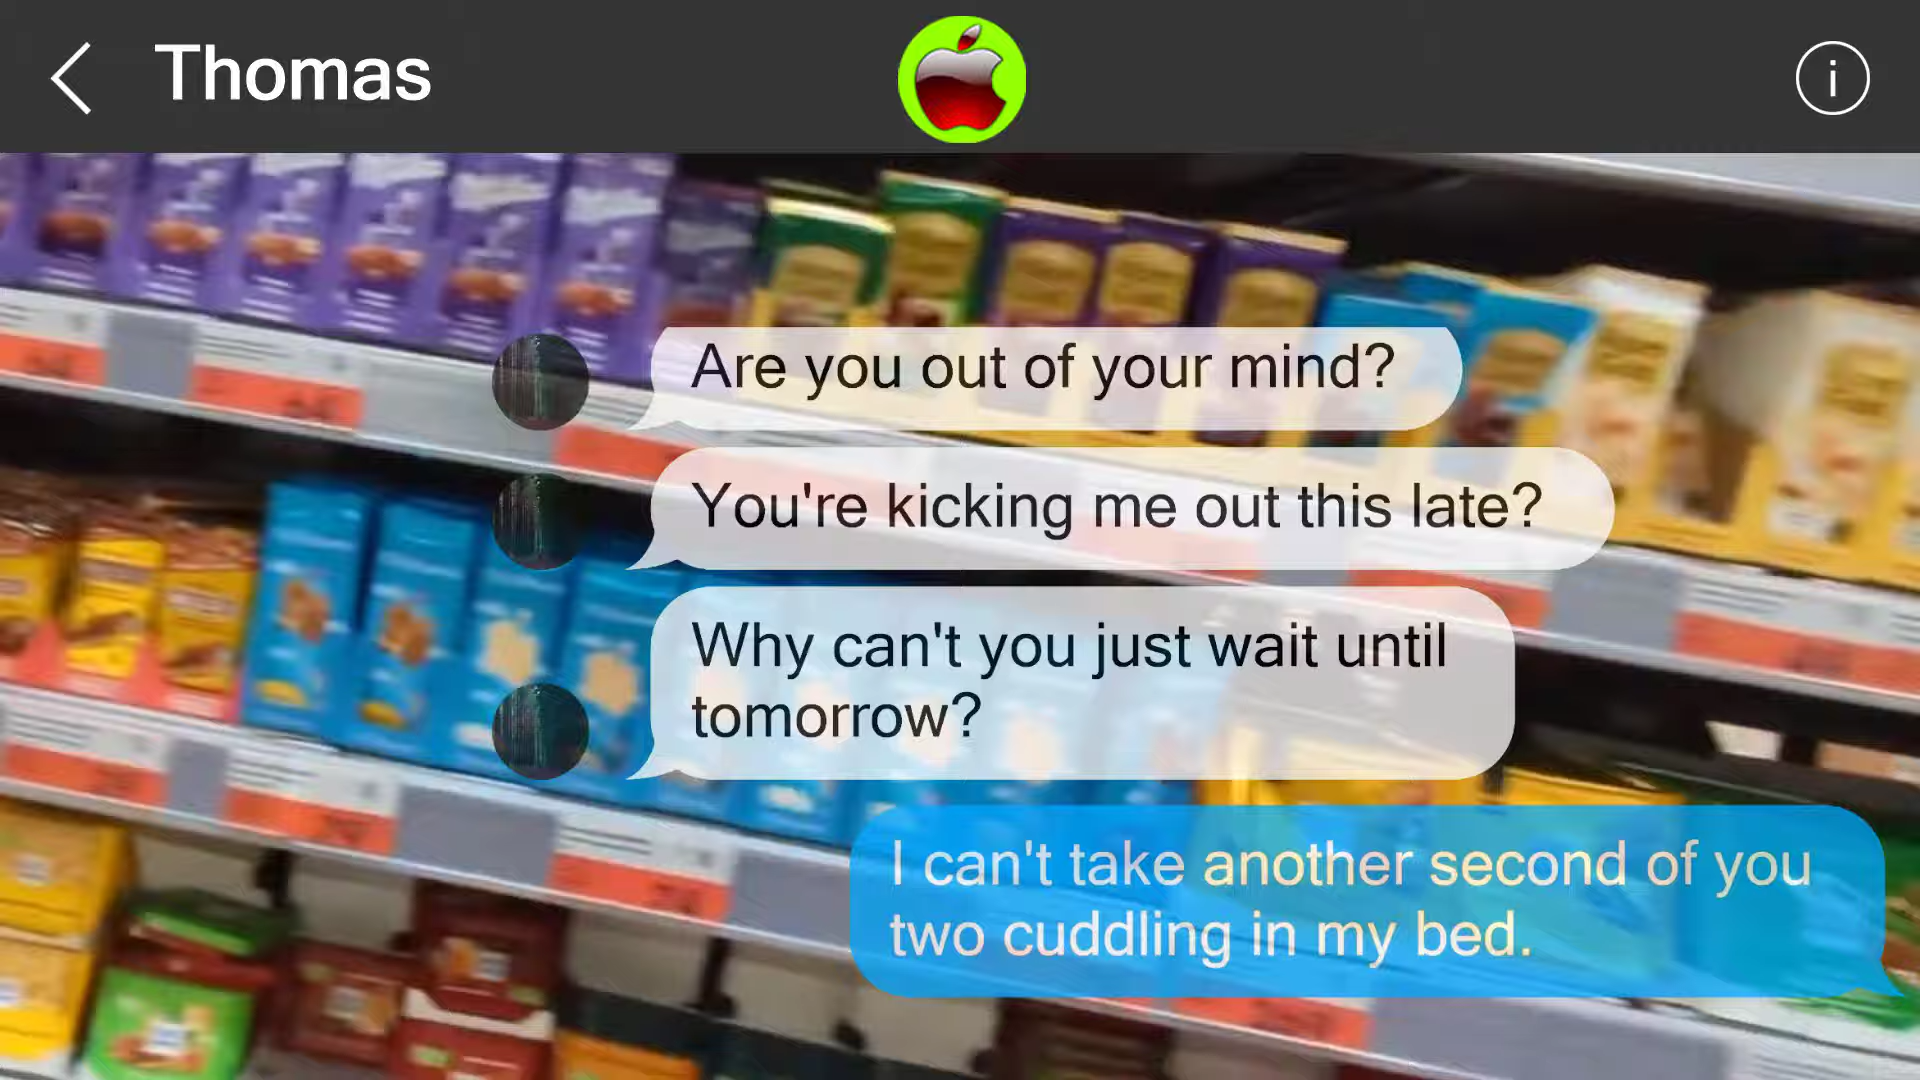 Thomas
Are you out of your mind?
You're kicking me out this late?
Why can't you just wait until
tomorrow?
I can't take another second of you
two cuddling in my bed.